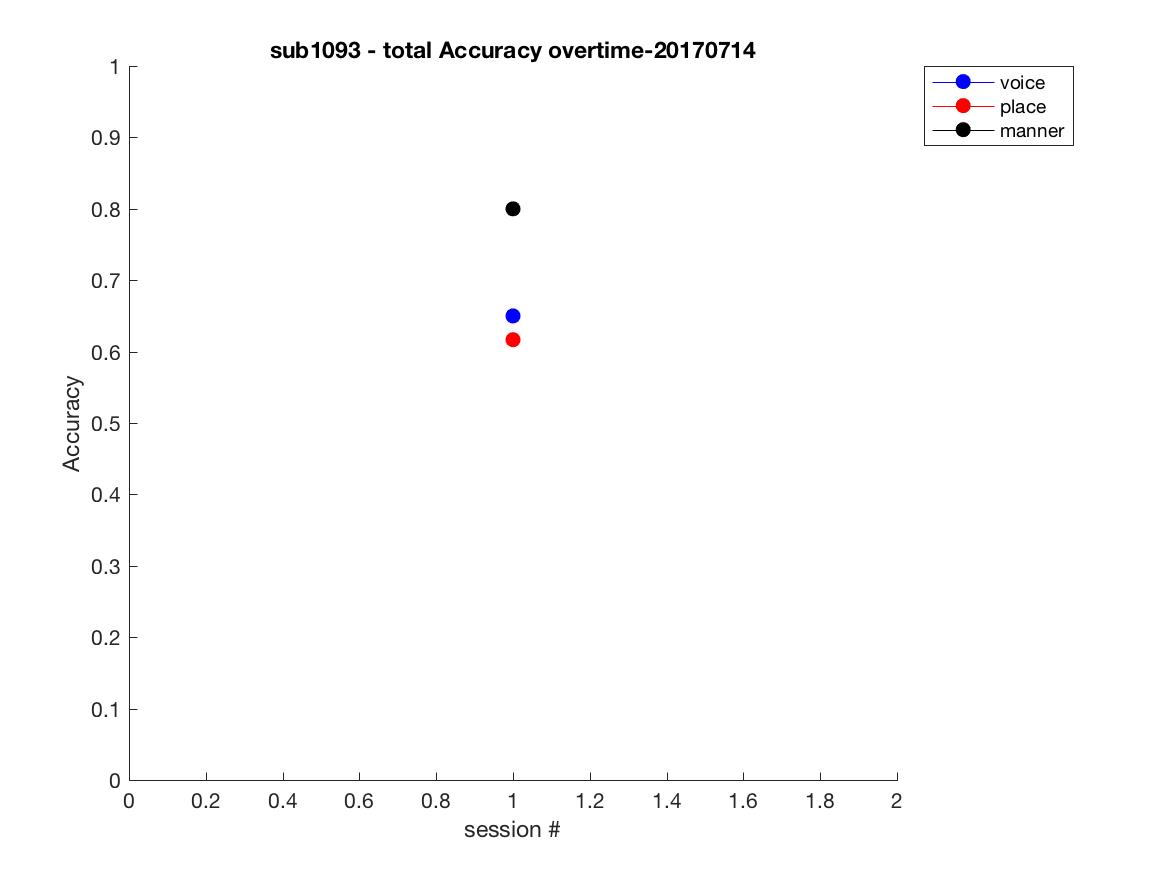 sub1093 - total Accuracy overtime-20170714
voice
place
manner
1
0.9
0.8
0.7
0.6
0.5
0.4
0.3
0.2
0.1
0
Accuracy
0 0.2 0.4 0.6 0.8 1 1.2 1.4 1.6 1.8 2
session #